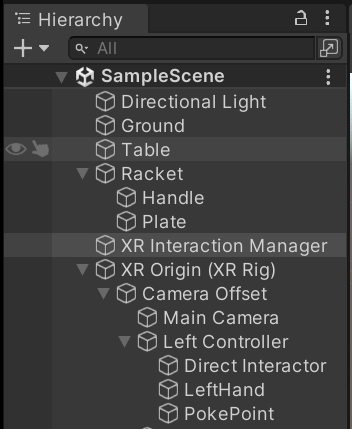 Hierarchy
All
SampleScene
Directional Light
Ground
Table
Racket
Handle
Plate
XR Interaction Manager
XR Origin (XR Rig)
Camera Offset
Main Camera
Left Controller
Direct Interactor
LeftHand
PokePoint